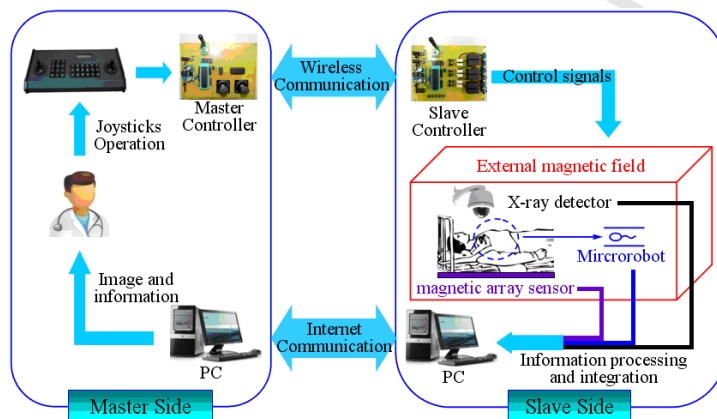 Wireless
Communication
Master
Controller
Joysticks
Operation
Image and
information
PC
Internet
Communication
Master Side
Slave
Controller
Control signals
External magnetic field
X-ray detector
Mircrorobot
magnetic array sensor
PC
Information processing
and integration
Slave Side